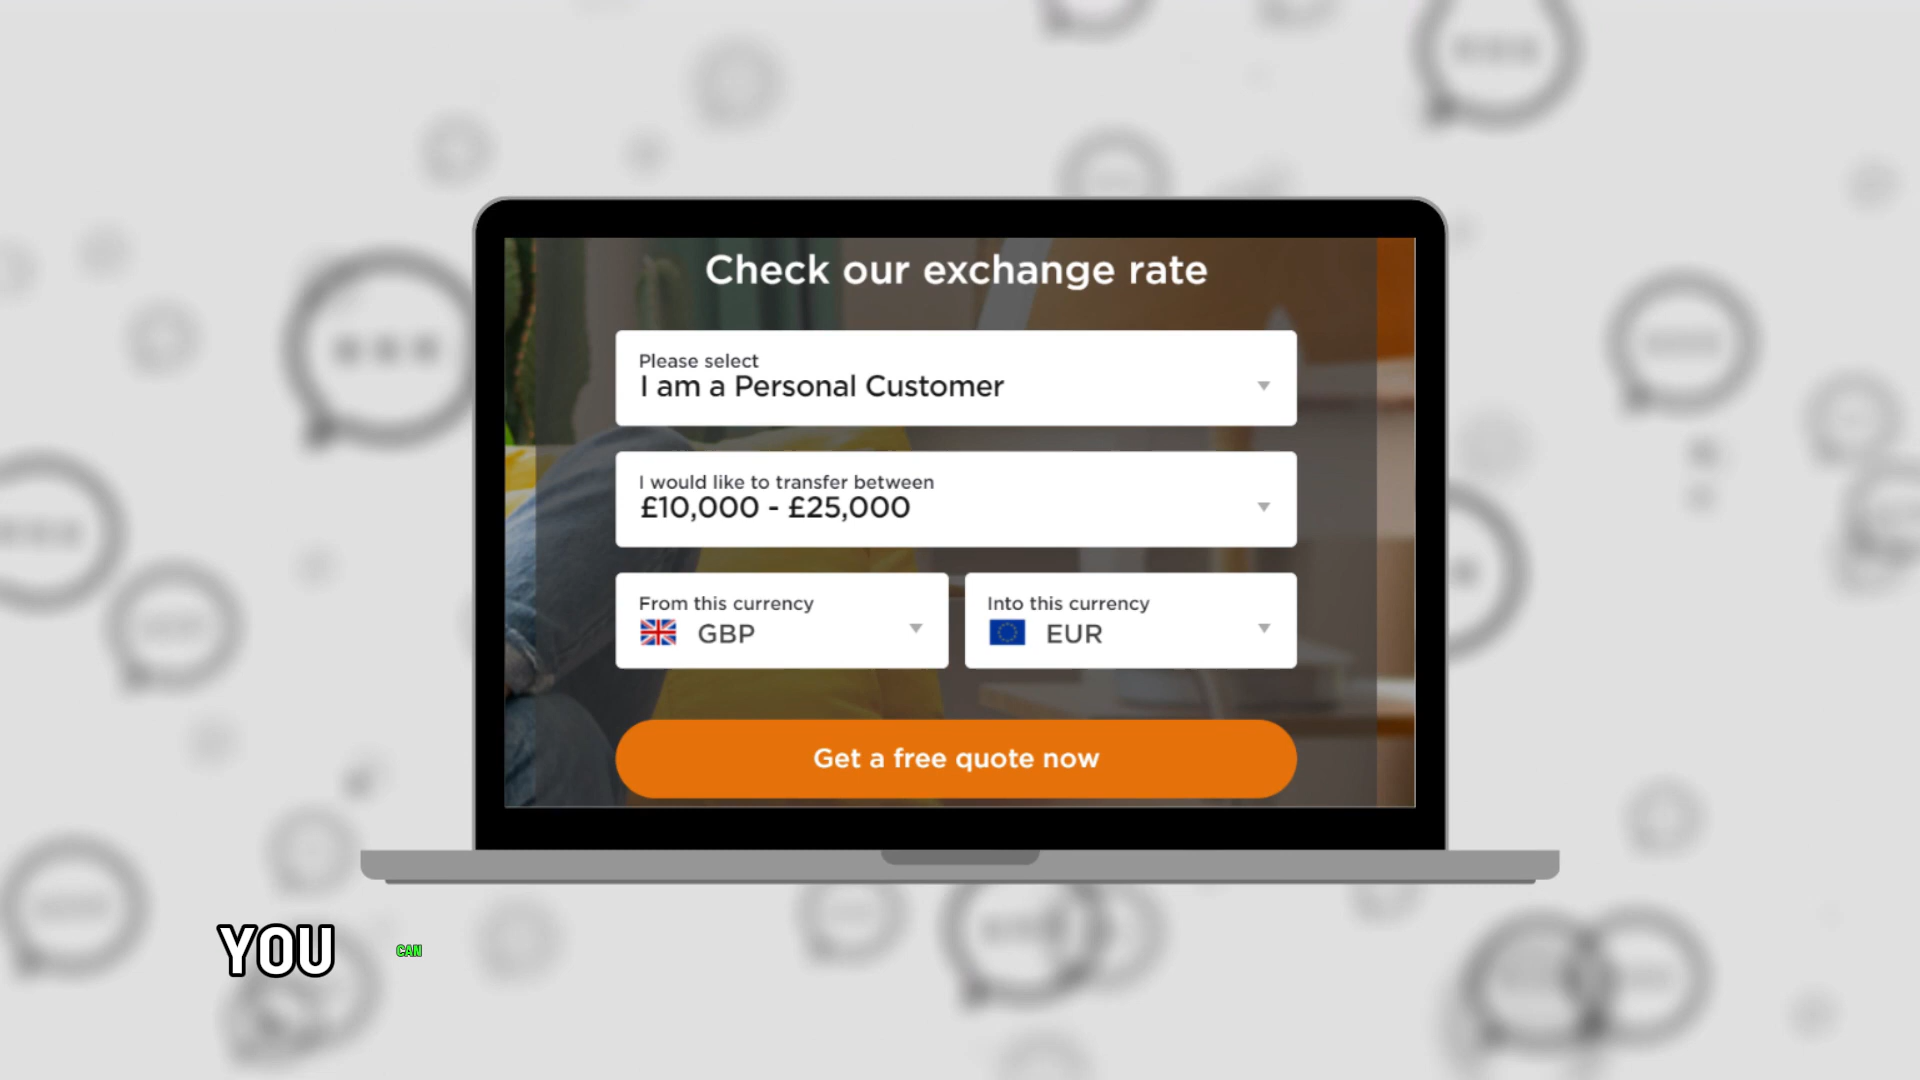 Check our exchange rate
Please select
I am a Personal Customer
I would like to transfer between
£10,000 - £25,000
From this currency
GBP
Into this currency
EUR
Get a free quote now
YOU CAN